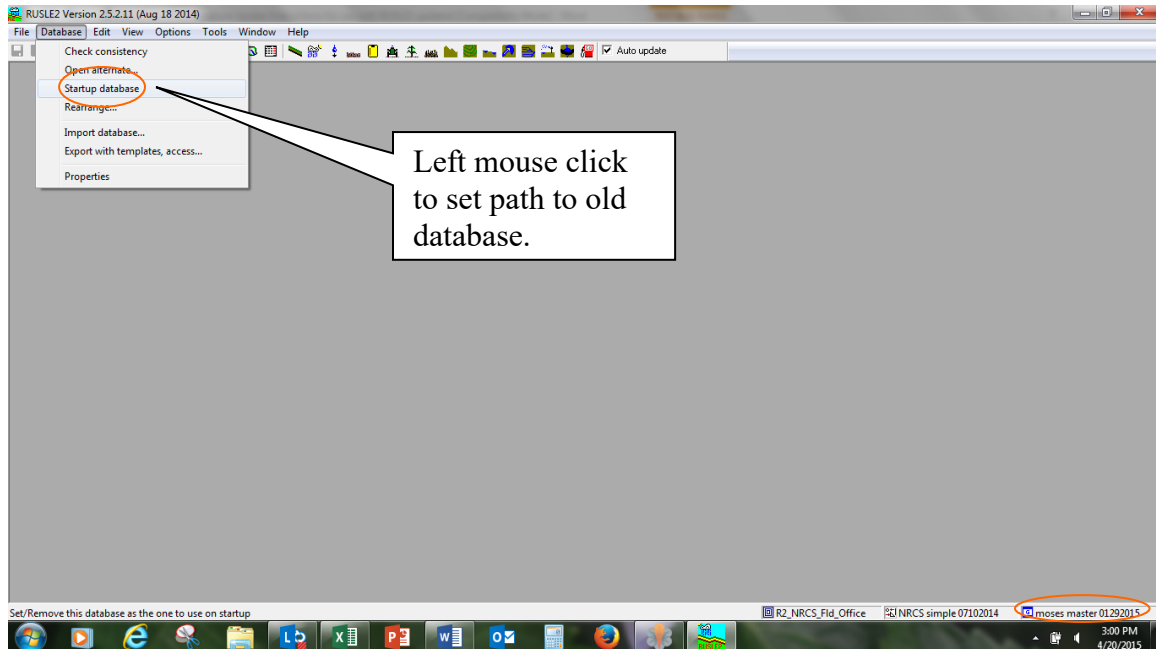 RUSLE2 Version 2.5.2.11 (Aug 18 2014)
File Database Edit View Options Tools Window Help
Auto update
Check consistency
Open alternate...
Startup database
Rearrange...
Import database...
Export with templates, access...
Properties
Left mouse click
to set path to old
database.
Set/Remove this database as the one to use on startup
R2_NRCS_Fld_Office NRCS simple 07102014 moses master 01292015
3:00 PM
4/20/2015